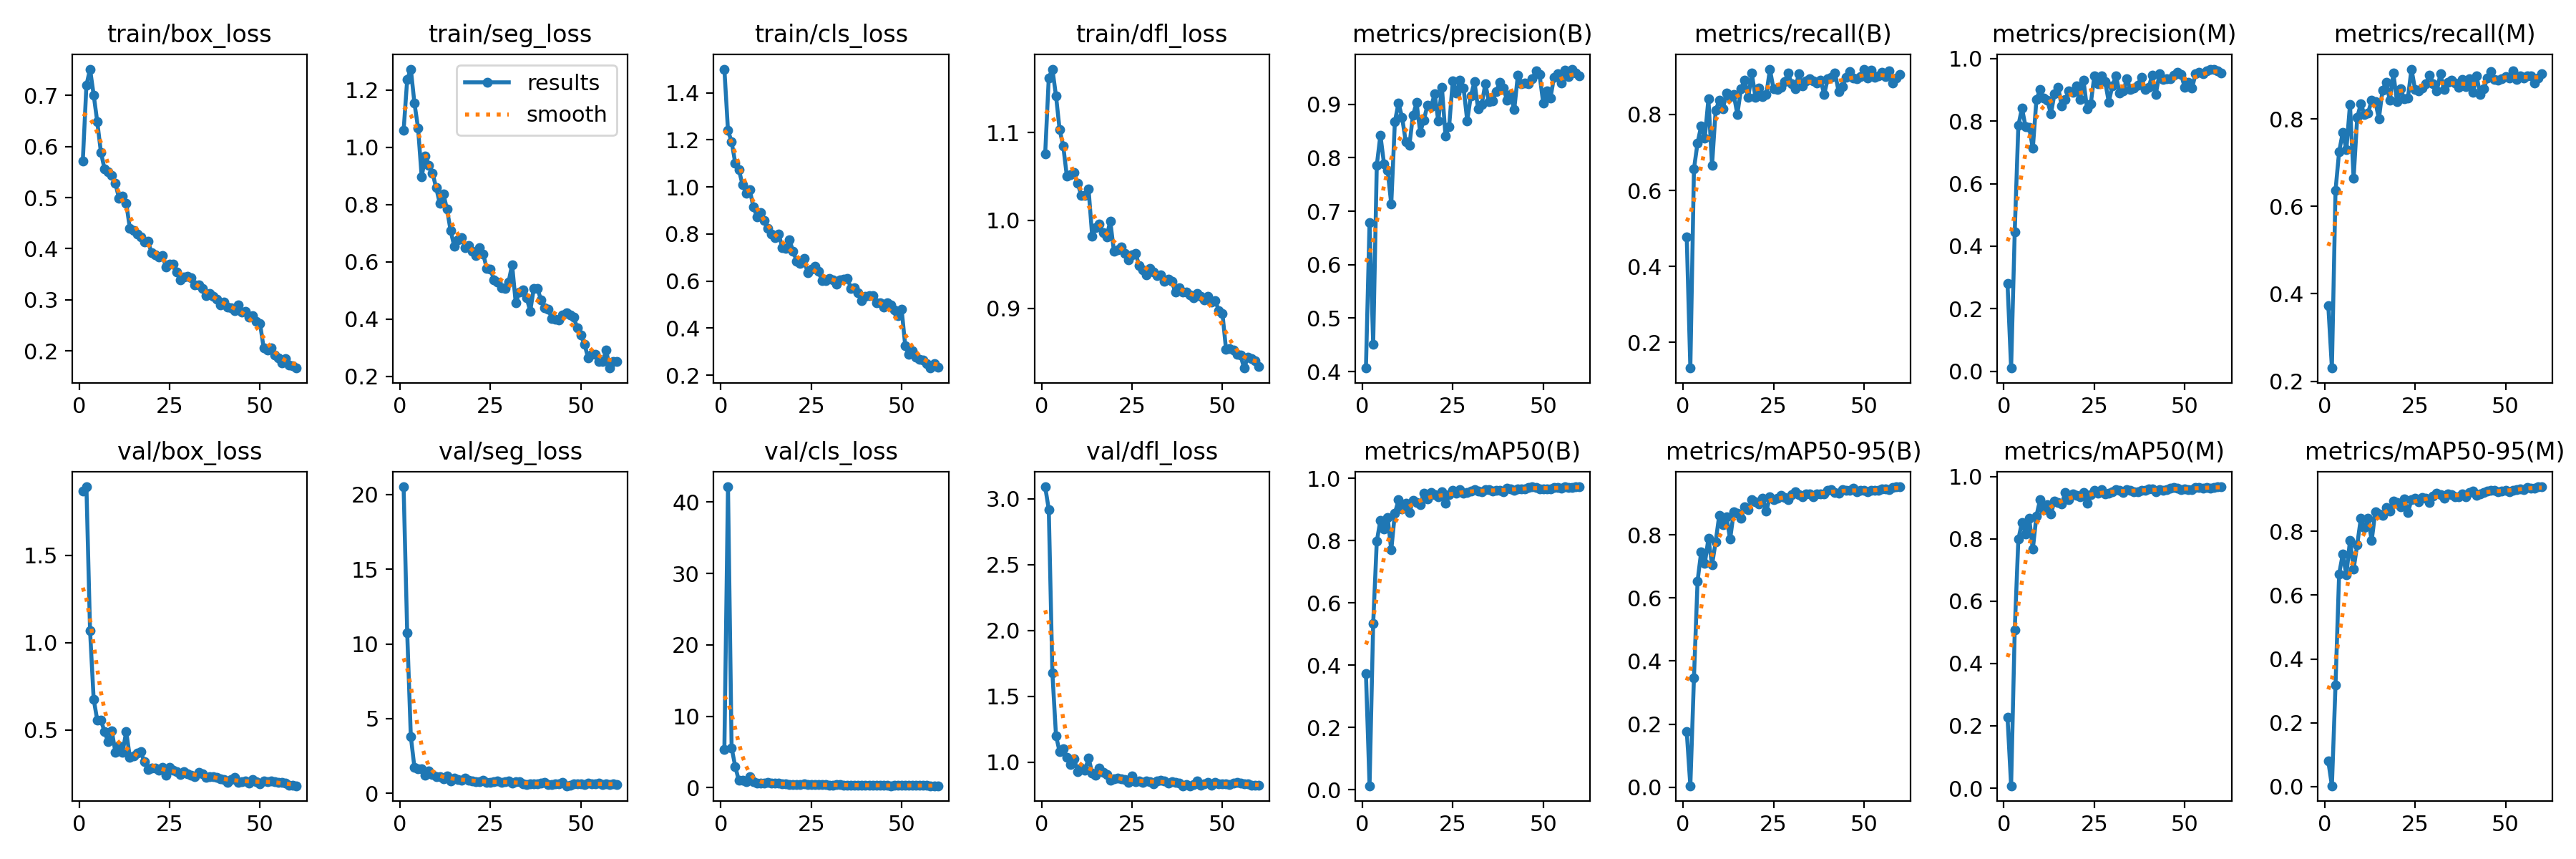 train/box_loss
train/seg_loss
train/cls_loss
train/dfl_loss
metrics/precision(B)
metrics/recall(B)
metrics/precision(M)
metrics/recall(M)
results
smooth
0.7
0.6
0.5
0.4
0.3
0.2
0 25 50
1.2
1.0
0.8
0.6
0.4
0.2
0 25 50
1.4
1.2
1.0
0.8
0.6
0.4
0.2
0 25 50
1.1
1.0
0.9
0 25 50
0.9
0.8
0.7
0.6
0.5
0.4
0 25 50
0.8
0.6
0.4
0.2
0 25 50
1.0
0.8
0.6
0.4
0.2
0.0
0 25 50
0.8
0.6
0.4
0.2
0 25 50
val/box_loss
val/seg_loss
val/cls_loss
val/dfl_loss
metrics/mAP50(B)
metrics/mAP50-95(B)
metrics/mAP50(M)
metrics/mAP50-95(M)
1.5
1.0
0.5
0 25 50
20
15
10
5
0
0 25 50
40
30
20
10
0
0 25 50
3.0
2.5
2.0
1.5
1.0
0 25 50
1.0
0.8
0.6
0.4
0.2
0.0
0 25 50
0.8
0.6
0.4
0.2
0.0
0 25 50
1.0
0.8
0.6
0.4
0.2
0.0
0 25 50
0.8
0.6
0.4
0.2
0.0
0 25 50